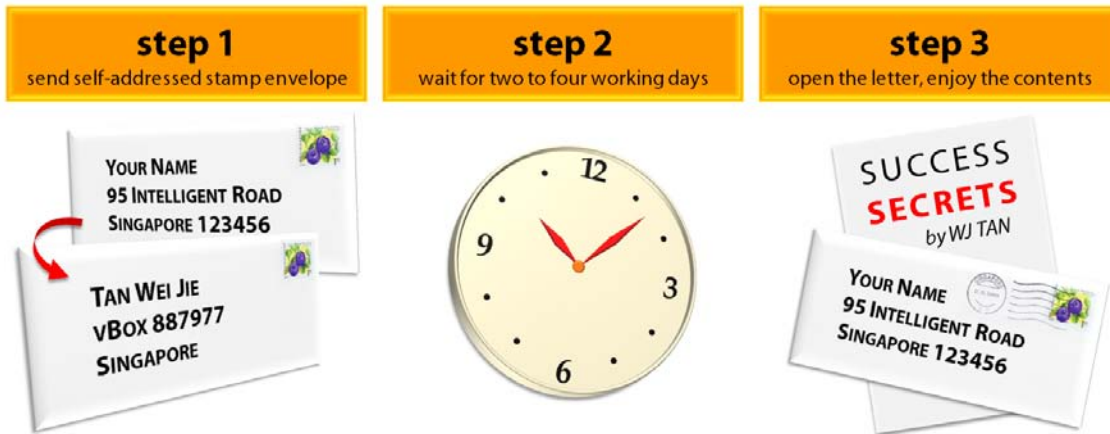 step 1
send self-addressed stamp envelope
step 2
wait for two to four working days
step 3
open the letter, enjoy the contents
YOUR NAME
95 INTELLIGENT ROAD
SINGAPORE 123456
TAN WEI JIE
VBOX 887977
SINGAPORE
12
9
3
6
SUCCESS
SECRETS
by WJ TAN
YOUR NAME
95 INTELLIGENT ROAD
SINGAPORE 123456